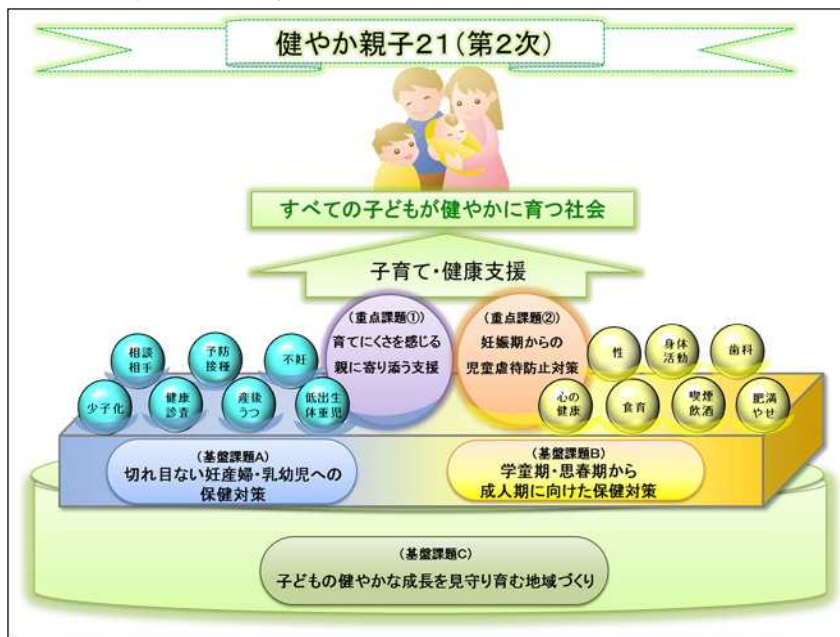 健やか親子21(第2次)
すべての子どもが健やかに育つ社会
子育て・健康支援
(重点課題①)
育てにくさを感じる
親に寄り添う支援
(重点課題②)
妊娠期からの
児童虐待防止対策
相談
相手
予防
接種
不妊
少子化
健康
診査
産後
うつ
低出生
体重児
性
身体
活動
歯科
心の
健康
食育
喫煙
飲酒
肥満
やせ
(基盤課題A)
切れ目ない妊産婦・乳幼児への
保健対策
(基盤課題B)
学童期・思春期から
成人期に向けた保健対策
(基盤課題C)
子どもの健やかな成長を見守り育む地域づくり